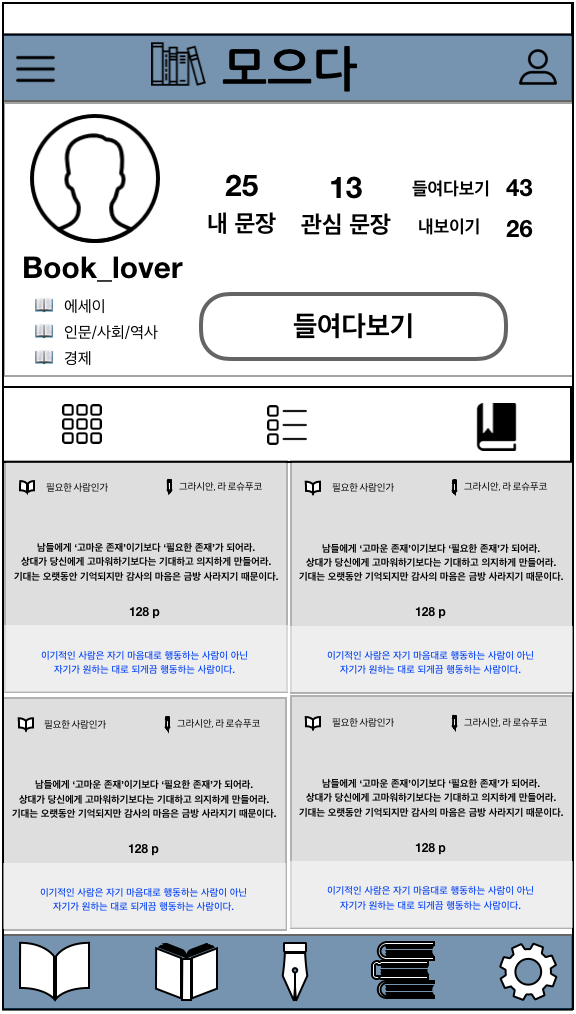 모으다
25
내 문장
13
관심 문장
들여다보기 43
내보이기 26
Book_lover
에세이
인문/사회/역사
경제
들여다보기
필요한 사람인가 그라시안, 라 로슈푸코
남들에게 ‘고마운 존재’이기보다 ‘필요한 존재’가 되어라.
상대가 당신에게 고마워하기보다는 기대하고 의지하게 만들어라.
기대는 오랫동안 기억되지만 감사의 마음은 금방 사라지기 때문이다.
128 p
이기적인 사람은 자기 마음대로 행동하는 사람이 아닌
자기가 원하는 대로 되게끔 행동하는 사람이다.
필요한 사람인가 그라시안, 라 로슈푸코
남들에게 ‘고마운 존재’이기보다 ‘필요한 존재’가 되어라.
상대가 당신에게 고마워하기보다는 기대하고 의지하게 만들어라.
기대는 오랫동안 기억되지만 감사의 마음은 금방 사라지기 때문이다.
128 p
이기적인 사람은 자기 마음대로 행동하는 사람이 아닌
자기가 원하는 대로 되게끔 행동하는 사람이다.
필요한 사람인가 그라시안, 라 로슈푸코
남들에게 ‘고마운 존재’이기보다 ‘필요한 존재’가 되어라.
상대가 당신에게 고마워하기보다는 기대하고 의지하게 만들어라.
기대는 오랫동안 기억되지만 감사의 마음은 금방 사라지기 때문이다.
128 p
이기적인 사람은 자기 마음대로 행동하는 사람이 아닌
자기가 원하는 대로 되게끔 행동하는 사람이다.
필요한 사람인가 그라시안, 라 로슈푸코
남들에게 ‘고마운 존재’이기보다 ‘필요한 존재’가 되어라.
상대가 당신에게 고마워하기보다는 기대하고 의지하게 만들어라.
기대는 오랫동안 기억되지만 감사의 마음은 금방 사라지기 때문이다.
128 p
이기적인 사람은 자기 마음대로 행동하는 사람이 아닌
자기가 원하는 대로 되게끔 행동하는 사람이다.